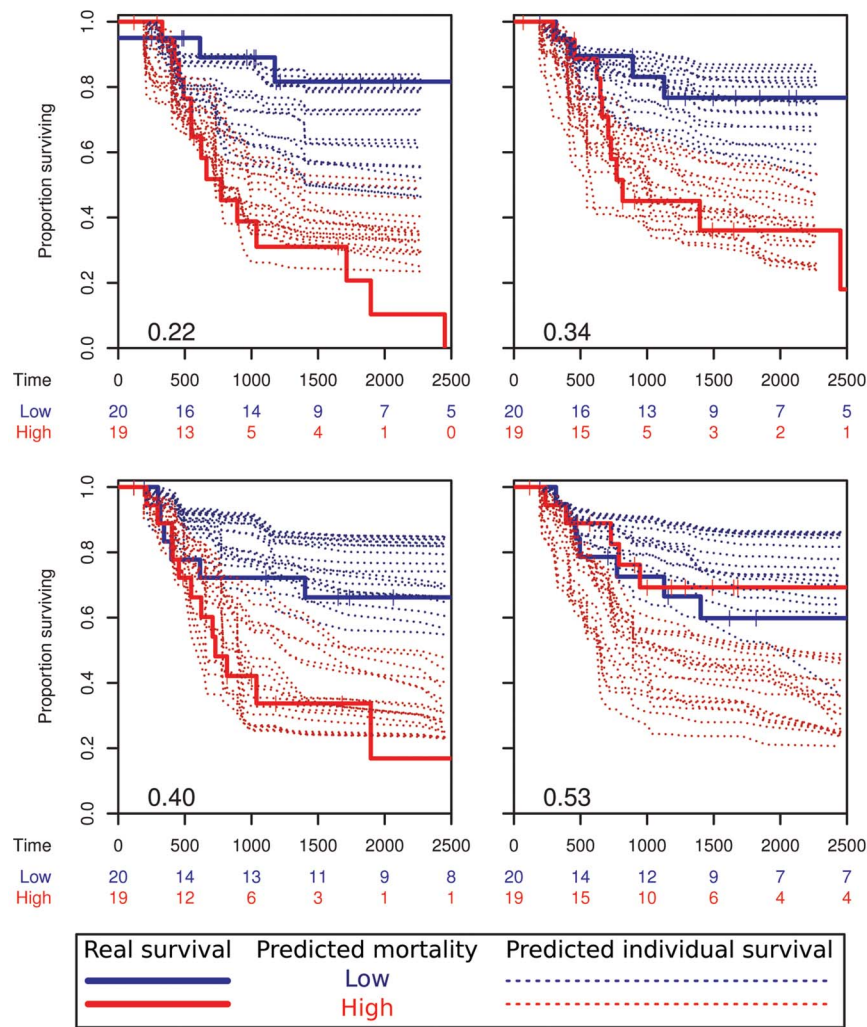 1.0
0.8
0.6
0.4
0.2
0.0
Proportion surviving
0.22
0.34
Time 0 500 1000 1500 2000 2500 0 500 1000 1500 2000 2500
Low 20 16 14 9 7 5 20 16 13 9 7 5
High 19 13 5 4 1 0 19 15 5 3 2 1
1.0
0.8
0.6
0.4
0.2
0.0
Proportion surviving
0.40
0.53
Time 0 500 1000 1500 2000 2500 0 500 1000 1500 2000 2500
Low 20 14 13 11 9 8 20 14 12 9 7 7
High 19 12 6 3 1 1 19 15 10 6 4 4
Real survival Predicted mortality Predicted individual survival
Low
High